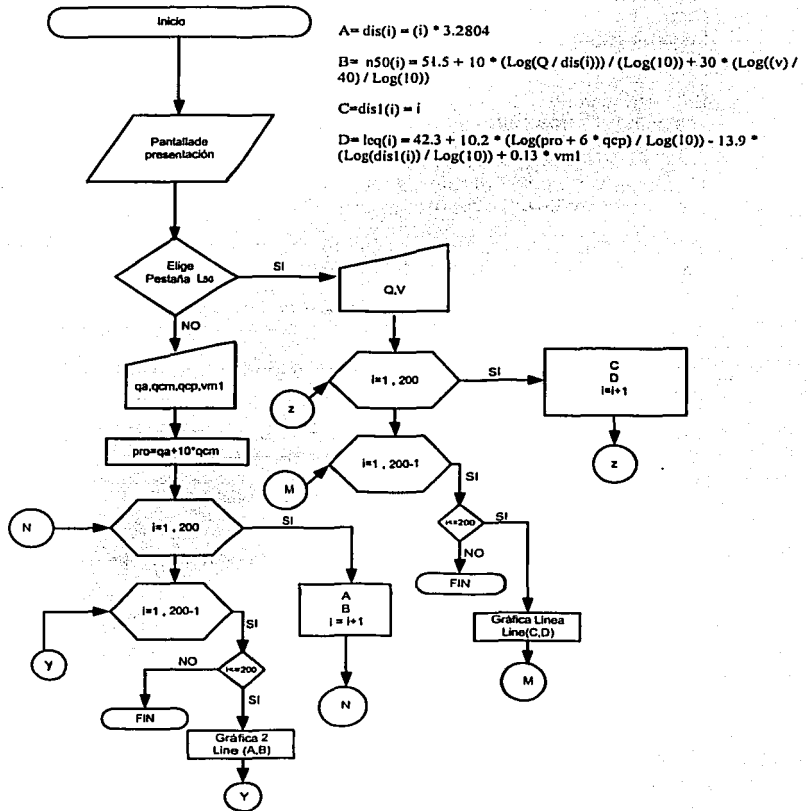 Inicio
A= dis(i) = (i) * 3.2804
B= n50(i) = 51.5 + 10 * (Log(Q / dis(i))) / (Log(10)) + 30 * (Log((v) /
40) / Log(10))
C=dis1(i) = i
D= leq(i) = 42.3 + 10.2 * (Log(pro + 6 * qcp) / Log(10)) - 13.9 *
(Log(dis1(i)) / Log(10)) + 0.13 * vm1
Pantallade
presentación
Elige
Pestaña L50
SI
NO
Q,V
qa,qcm,qcp,vm1
pro=qa+10*qcm
i=1 , 200
SI
C
D
i=i+1
z
z
i=1 , 200-1
M
SI
i<=200
SI
NO
FIN
Gráfica Linea
Line(C,D)
M
N
i=1 , 200
SI
A
B
i = i+1
N
i=1 , 200-1
Y
SI
i<=200
NO
SI
FIN
Gráfica 2
Line (A,B)
Y